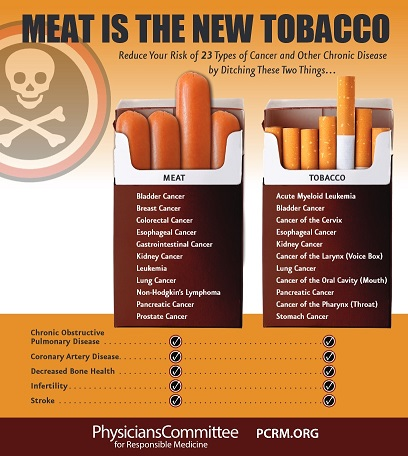 MEAT IS THE NEW TOBACCO
Reduce Your Risk of 23 Types of Cancer and Other Chronic Disease
by Ditching These Two Things...
MEAT
Bladder Cancer
Breast Cancer
Colorectal Cancer
Esophageal Cancer
Gastrointestinal Cancer
Kidney Cancer
Leukemia
Lung Cancer
Non-Hodgkin's Lymphoma
Pancreatic Cancer
Prostate Cancer
TOBACCO
Acute Myeloid Leukemia
Bladder Cancer
Cancer of the Cervix
Esophageal Cancer
Kidney Cancer
Cancer of the Larynx (Voice Box)
Lung Cancer
Cancer of the Oral Cavity (Mouth)
Pancreatic Cancer
Cancer of the Pharynx (Throat)
Stomach Cancer
Chronic Obstructive
Pulmonary Disease
Coronary Artery Disease
Decreased Bone Health
Infertility
Stroke
PhysiciansCommittee
for Responsible Medicine
PCRM.ORG